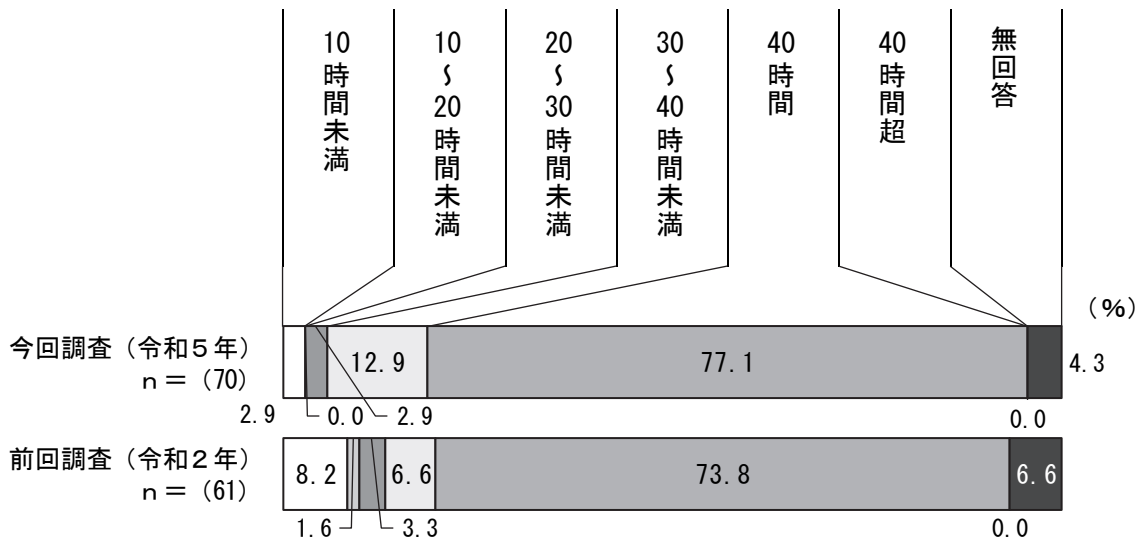 10時間未満
10～20時間未満
20～30時間未満
30～40時間未満
40時間
40時間超
無回答
（%）
今回調査（令和５年）
ｎ＝（70）
12.9
77.1
4.3
2.9
0.0
2.9
0.0
前回調査（令和２年）
ｎ＝（61）
8.2
6.6
73.8
6.6
1.6
3.3
0.0